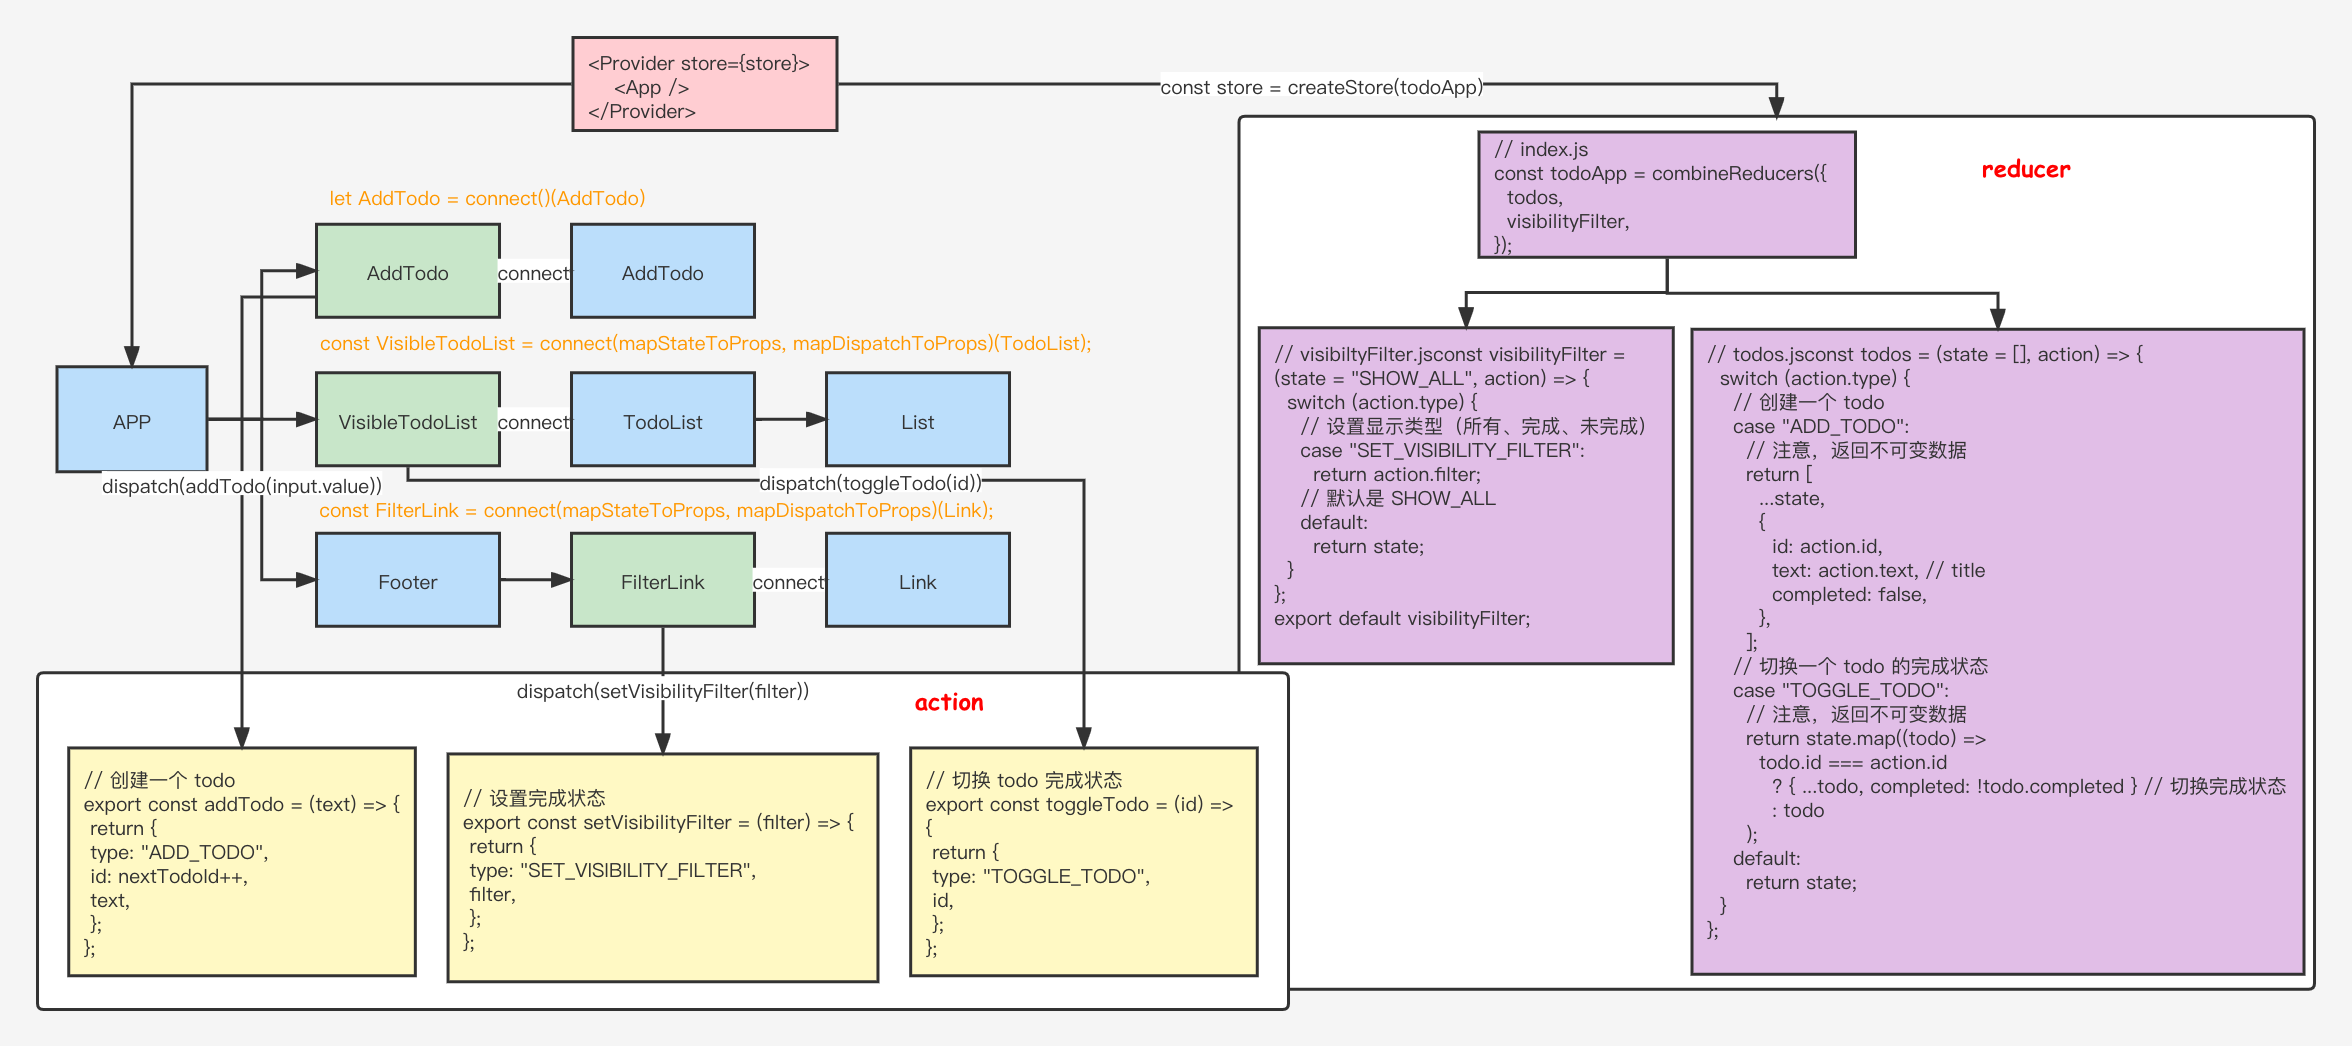 <Provider store={store}>
<App />
</Provider>
const store = createStore(todoApp)
let AddTodo = connect()(AddTodo)
AddTodo
connect
AddTodo
const VisibleTodoList = connect(mapStateToProps, mapDispatchToProps)(TodoList);
APP
VisibleTodoList
connect
TodoList
List
dispatch(addTodo(input.value))
dispatch(toggleTodo(id))
const FilterLink = connect(mapStateToProps, mapDispatchToProps)(Link);
Footer
FilterLink
connect
Link
dispatch(setVisibilityFilter(filter))
action
// 创建一个 todo
export const addTodo = (text) => {
return {
type: "ADD_TODO",
id: nextTodoId++,
text,
};
};
// 设置完成状态
export const setVisibilityFilter = (filter) => {
return {
type: "SET_VISIBILITY_FILTER",
filter,
};
};
// 切换 todo 完成状态
export const toggleTodo = (id) =>
{
return {
type: "TOGGLE_TODO",
id,
};
};
reducer
// index.js
const todoApp = combineReducers({
todos,
visibilityFilter,
});
// visibiltyFilter.jsconst visibilityFilter =
(state = "SHOW_ALL", action) => {
switch (action.type) {
// 设置显示类型（所有、完成、未完成）
case "SET_VISIBILITY_FILTER":
return action.filter;
// 默认是 SHOW_ALL
default:
return state;
}
};
export default visibilityFilter;
// todos.jsconst todos = (state = [], action) => {
switch (action.type) {
// 创建一个 todo
case "ADD_TODO":
// 注意，返回不可变数据
return [
...state,
{
id: action.id,
text: action.text, // title
completed: false,
},
];
// 切换一个 todo 的完成状态
case "TOGGLE_TODO":
// 注意，返回不可变数据
return state.map((todo) =>
todo.id === action.id
? { ...todo, completed: !todo.completed } // 切换完成状态
: todo
);
default:
return state;
}
};